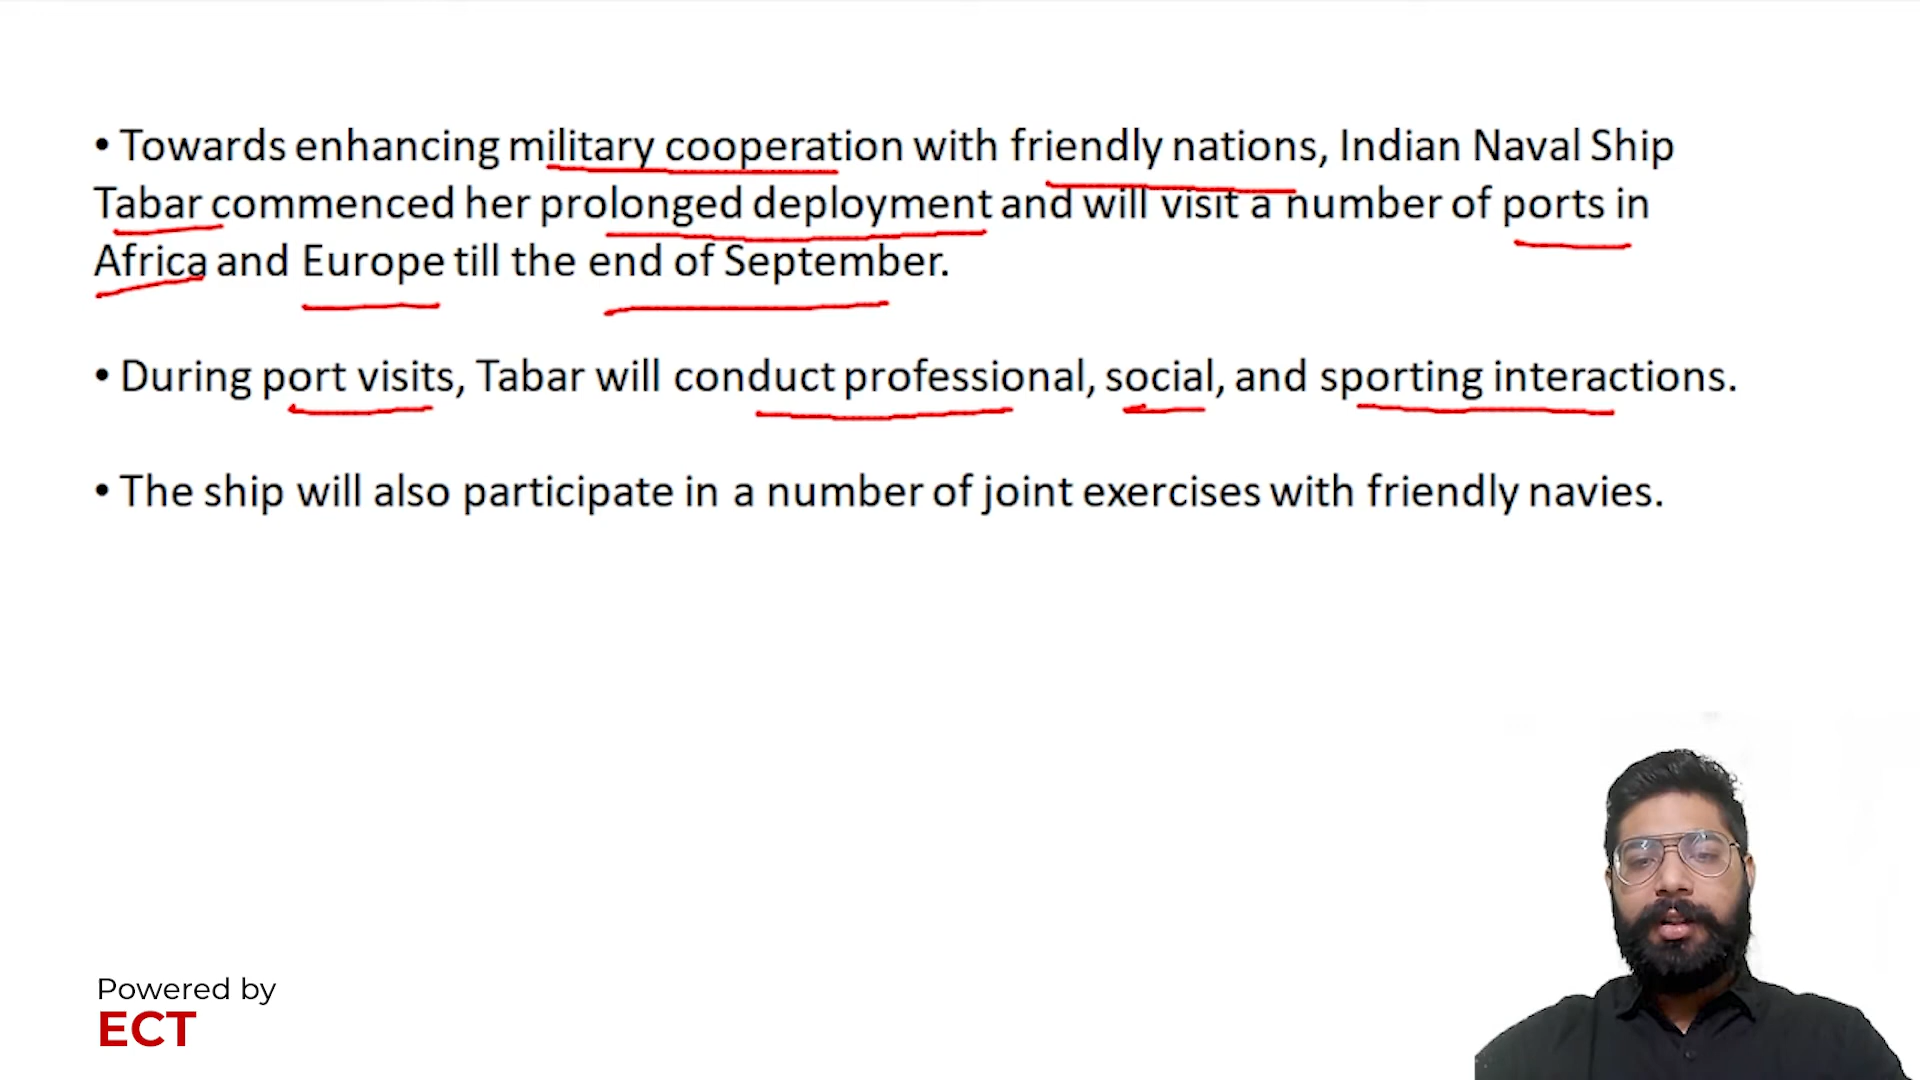 • Towards enhancing military cooperation with friendly nations, Indian Naval Ship
Tabar commenced her prolonged deployment and will visit a number of ports in
Africa and Europe till the end of September.
• During port visits, Tabar will conduct professional, social, and sporting interactions.
• The ship will also participate in a number of joint exercises with friendly navies.
Powered by
ECT